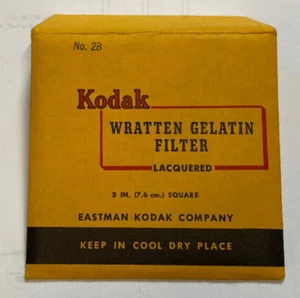 No. 2B
Kodak
WRATTEN GELATIN
FILTER
LACQUERED
3 IN. (7.6 cm.) SQUARE
EASTMAN KODAK COMPANY
KEEP IN COOL DRY PLACE